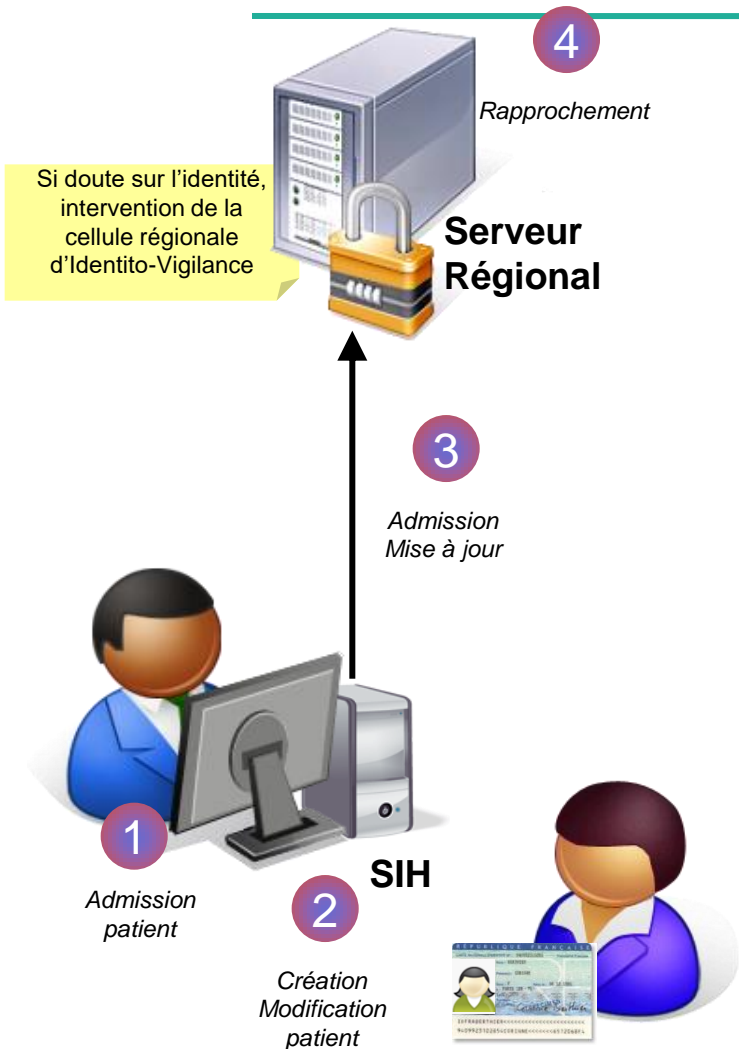 4
Rapprochement
Si doute sur l'identité,
intervention de la
cellule régionale
d'Identito-Vigilance
Serveur
Régional
3
Admission
Mise à jour
1
Admission
patient
SIH
2
Création
Modification
patient
RÉPUBLIQUE FRANÇAISE